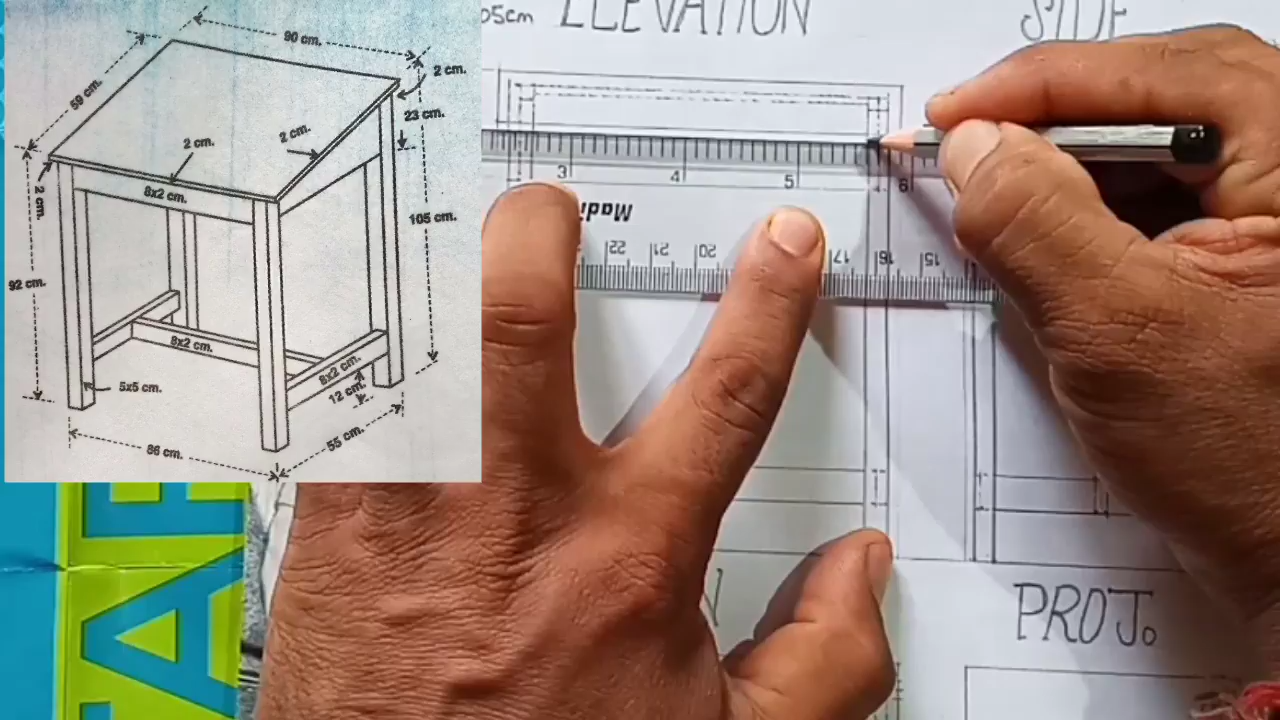 90 cm.
2 cm.
59 cm.
23 cm.
2 cm.
2 cm.
2 cm.
8x2 cm.
105 cm.
92 cm.
8x2 cm.
8x2 cm.
5x5 cm.
12 cm.
86 cm.
55 cm.
05cm ELEVATION
SIDE
3 4 5 6
22 21 20 17 16 15
PROJ.